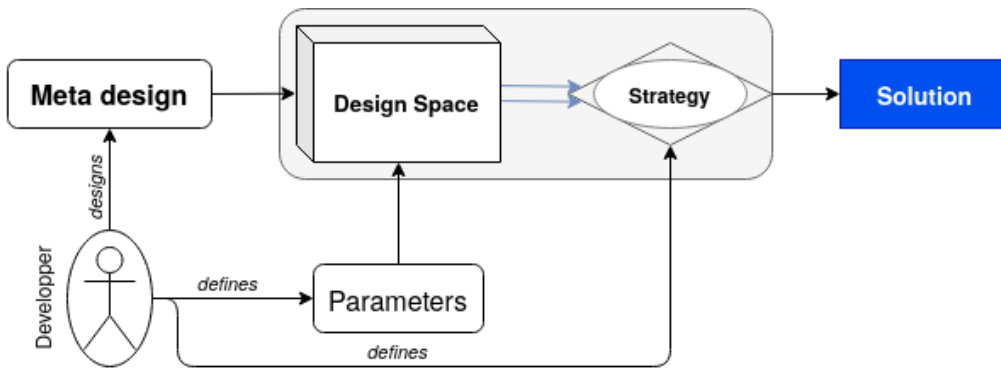 Meta design
Design Space
Strategy
Solution
designs
Developper
defines
Parameters
defines